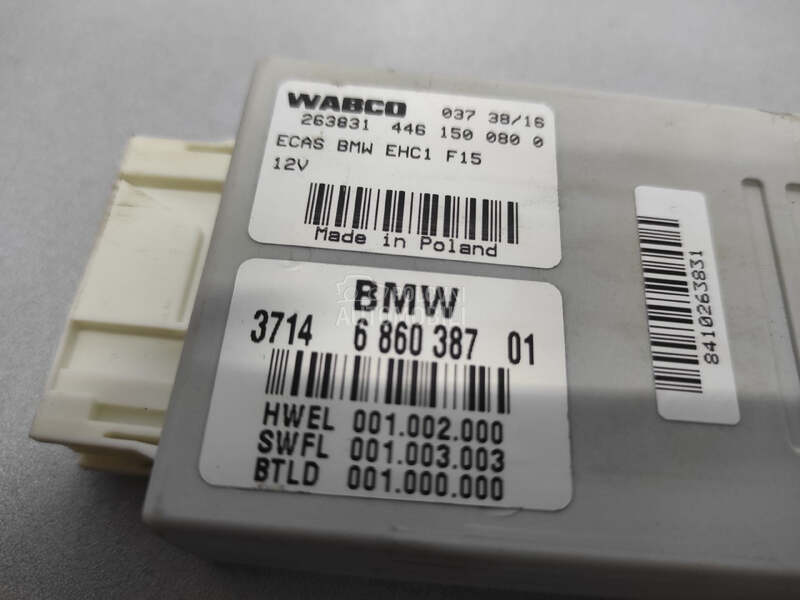 WABCO 037 38/16
263831 446 150 080 0
ECAS BMW EHC1 F15
12V
Made in Poland
BMW
3714 6 860 387 01
HWEL 001.002.000
SWFL 001.003.003
BTLD 001.000.000
8410263831